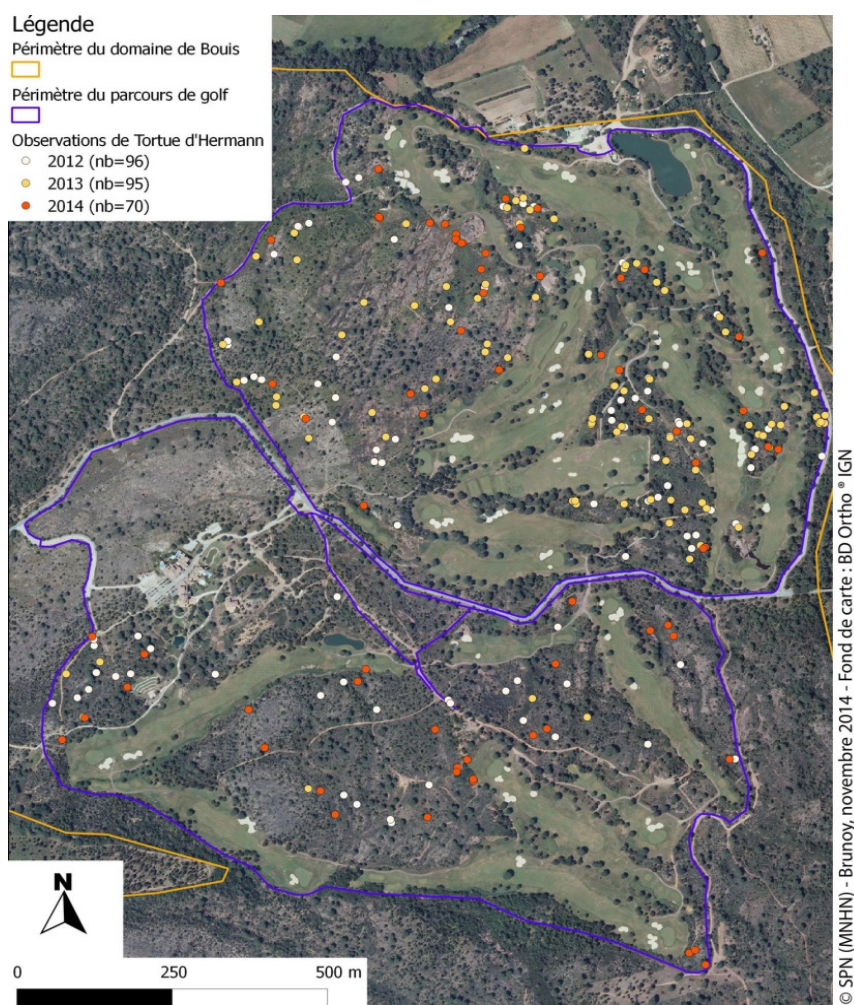 Légende
Périmètre du domaine de Bouis
Périmètre du parcours de golf
Observations de Tortue d'Hermann
2012 (nb=96)
2013 (nb=95)
2014 (nb=70)
N
0 250 500 m
© SPN (MNHN) - Brunoy, novembre 2014 - Fond de carte : BD Ortho ® IGN